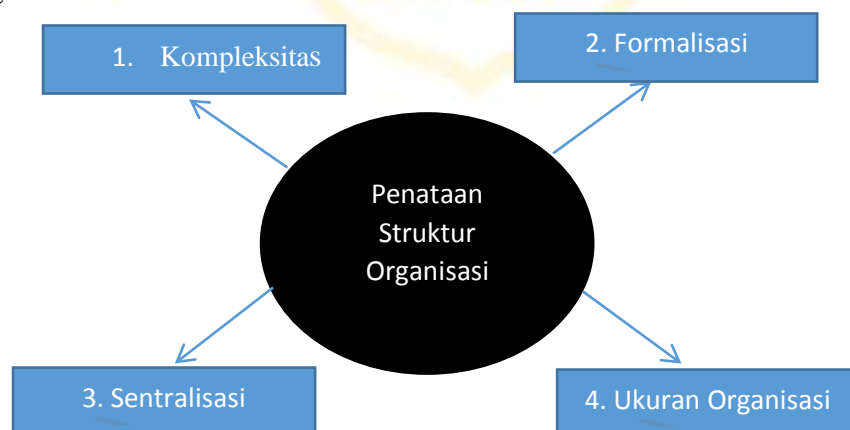 1. Kompleksitas
2. Formalisasi
Penataan
Struktur
Organisasi
3. Sentralisasi
4. Ukuran Organisasi